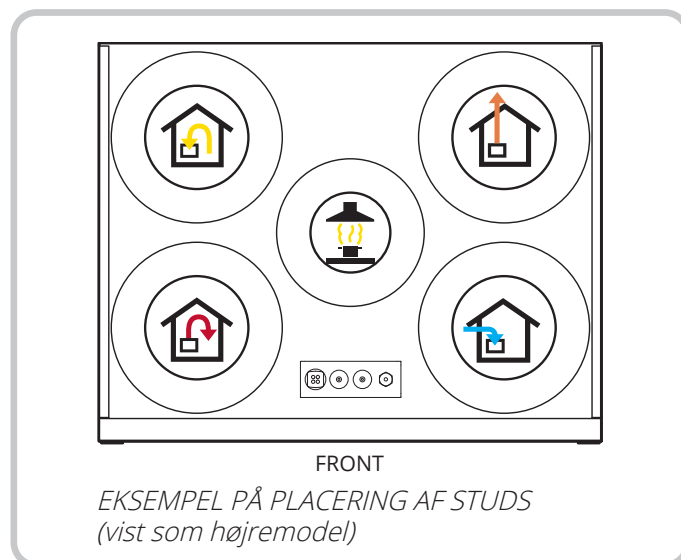 FRONT
EKSEMPEL PÅ PLACERING AF STUDS
(vist som højremodel)